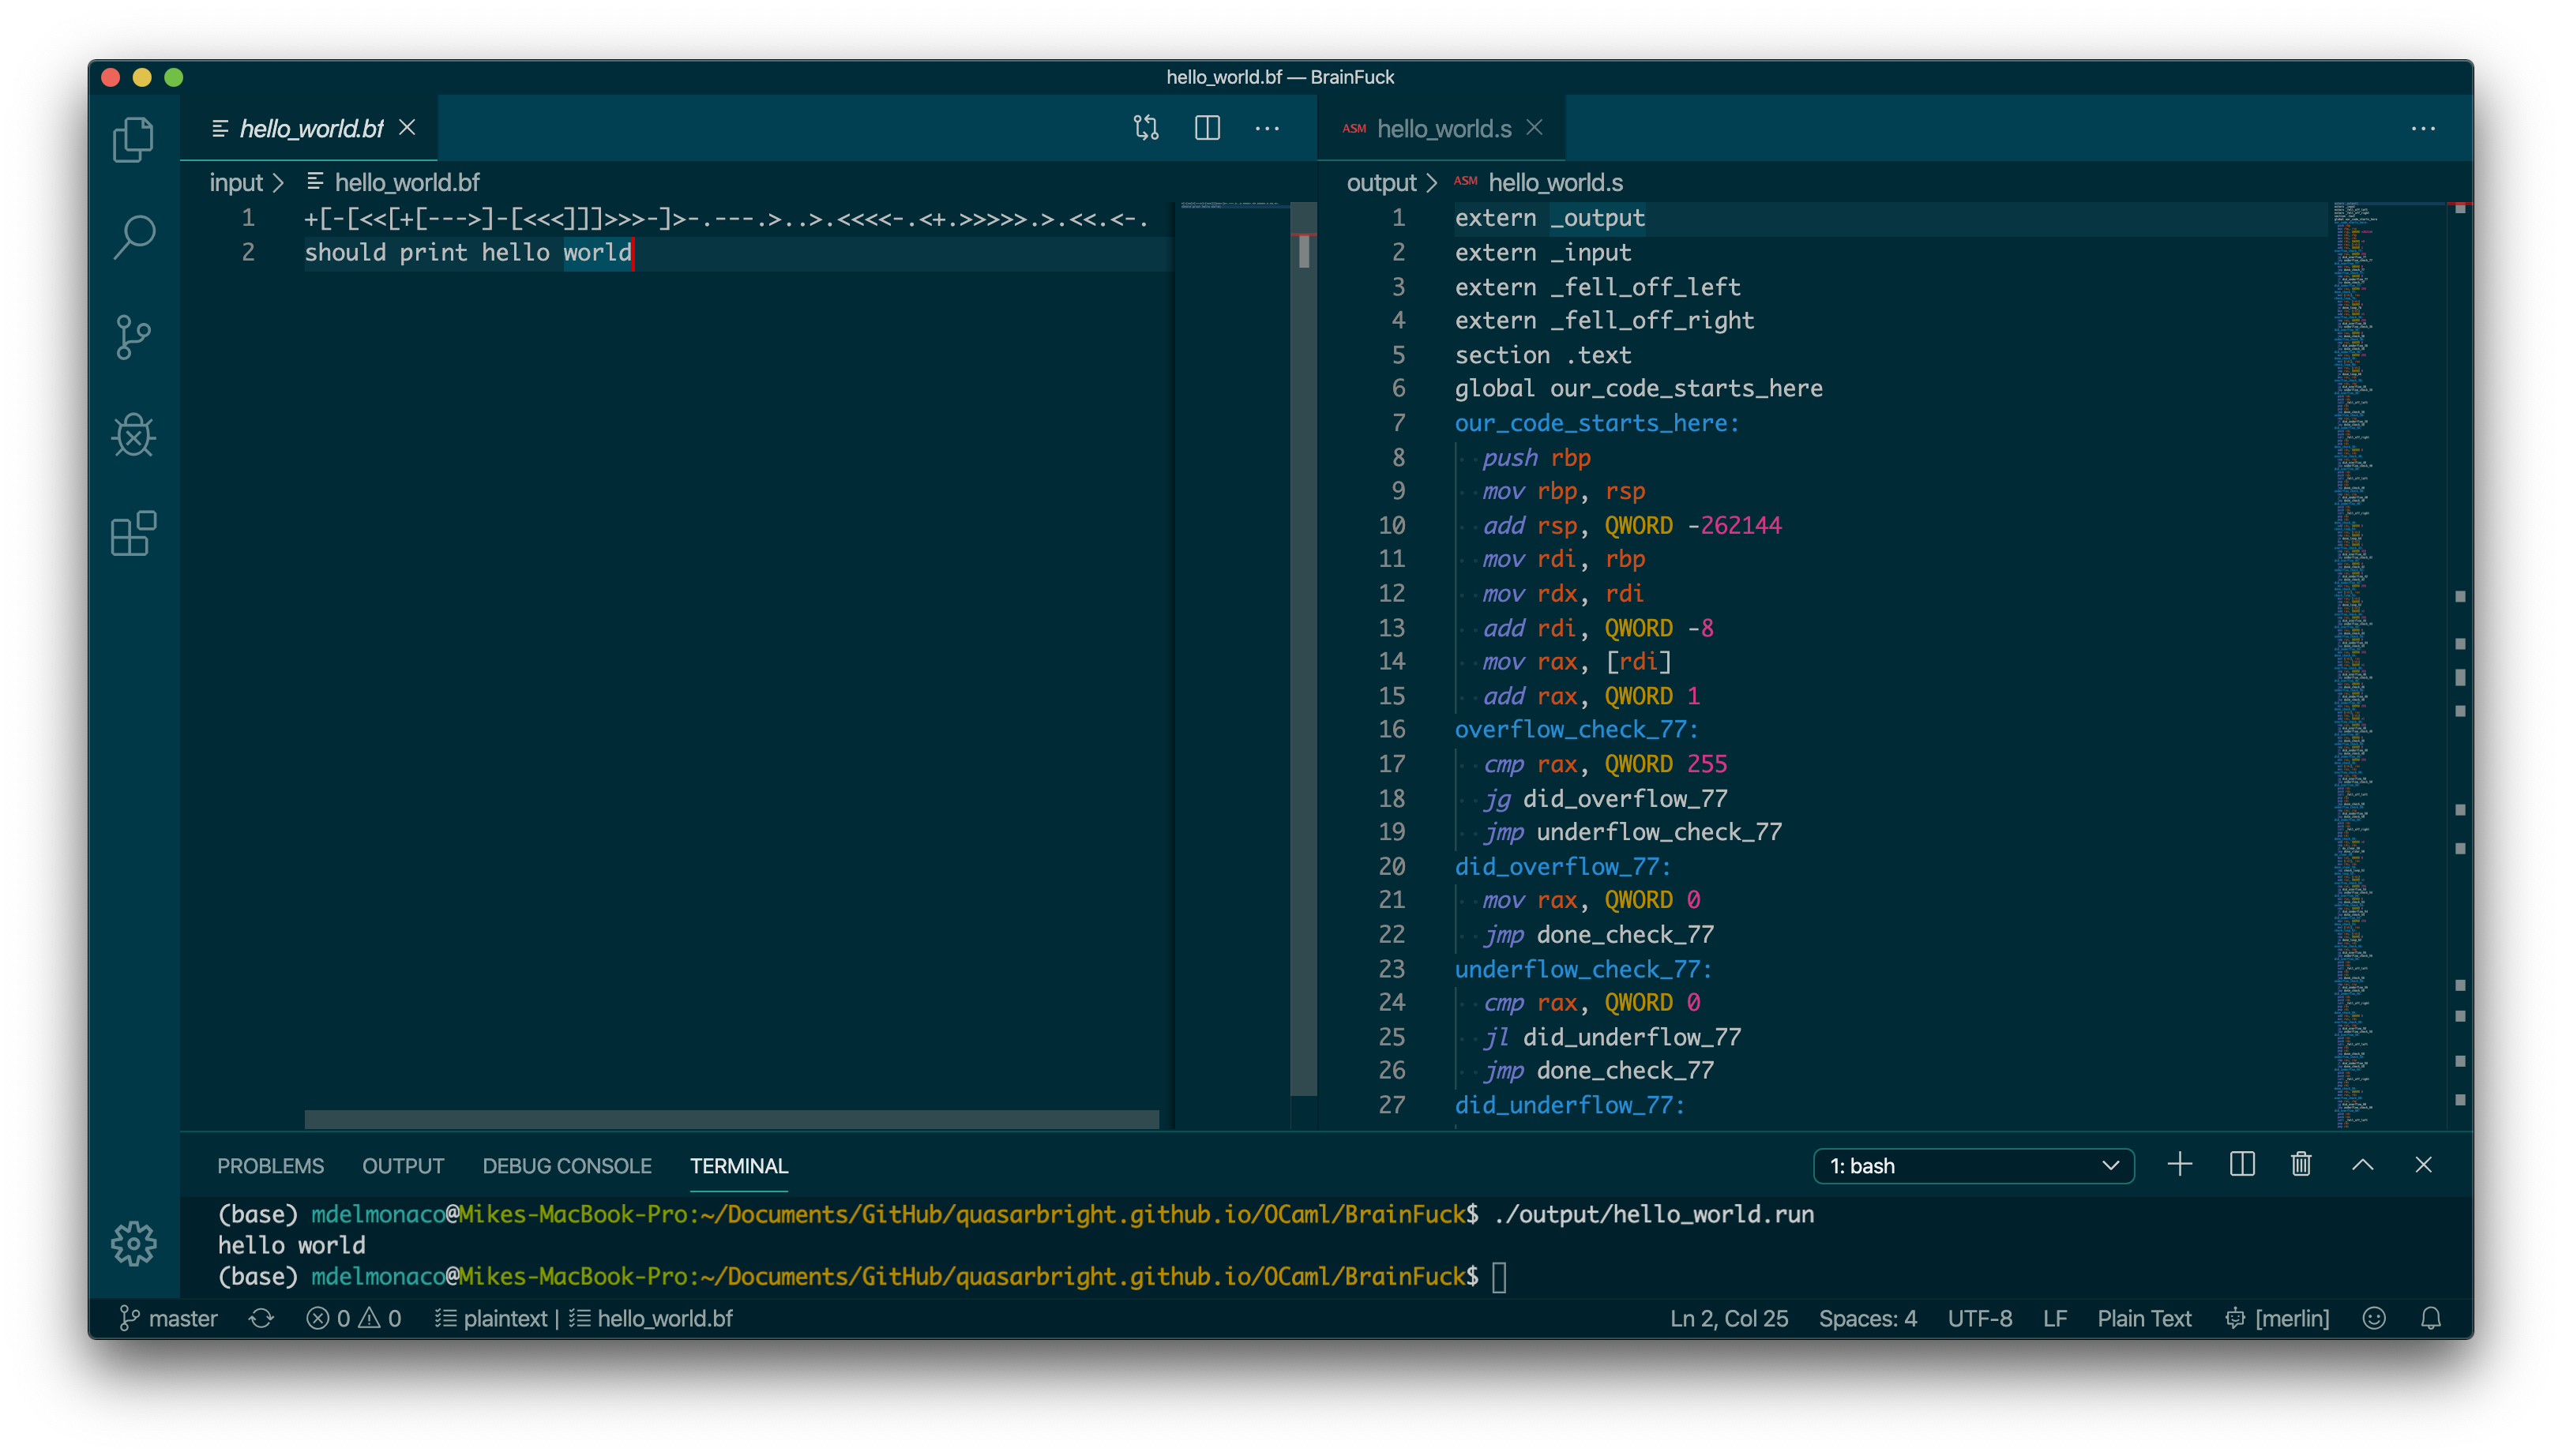 hello_world.bf — BrainFuck
hello_world.bf
input > hello_world.bf
1 +[-[<<[+[--->]-[<<<]]]>>>-]>-.---.>..>.<<<<-.<+.>>>>>.>.<<.<-.
2 should print hello world
ASM hello_world.s
output > ASM hello_world.s
1 extern _output
2 extern _input
3 extern _fell_off_left
4 extern _fell_off_right
5 section .text
6 global our_code_starts_here
7 our_code_starts_here:
8 push rbp
9 mov rbp, rsp
10 add rsp, QWORD -262144
11 mov rdi, rbp
12 mov rdx, rdi
13 add rdi, QWORD -8
14 mov rax, [rdi]
15 add rax, QWORD 1
16 overflow_check_77:
17 cmp rax, QWORD 255
18 jg did_overflow_77
19 jmp underflow_check_77
20 did_overflow_77:
21 mov rax, QWORD 0
22 jmp done_check_77
23 underflow_check_77:
24 cmp rax, QWORD 0
25 jl did_underflow_77
26 jmp done_check_77
27 did_underflow_77:
PROBLEMS OUTPUT DEBUG CONSOLE TERMINAL 1: bash
(base) mdelmonaco@Mikes-MacBook-Pro:~/Documents/GitHub/quasarbright.github.io/OCaml/BrainFuck$ ./output/hello_world.run
hello world
(base) mdelmonaco@Mikes-MacBook-Pro:~/Documents/GitHub/quasarbright.github.io/OCaml/BrainFuck$
master 0 0 plaintext | hello_world.bf Ln 2, Col 25 Spaces: 4 UTF-8 LF Plain Text [merlin]